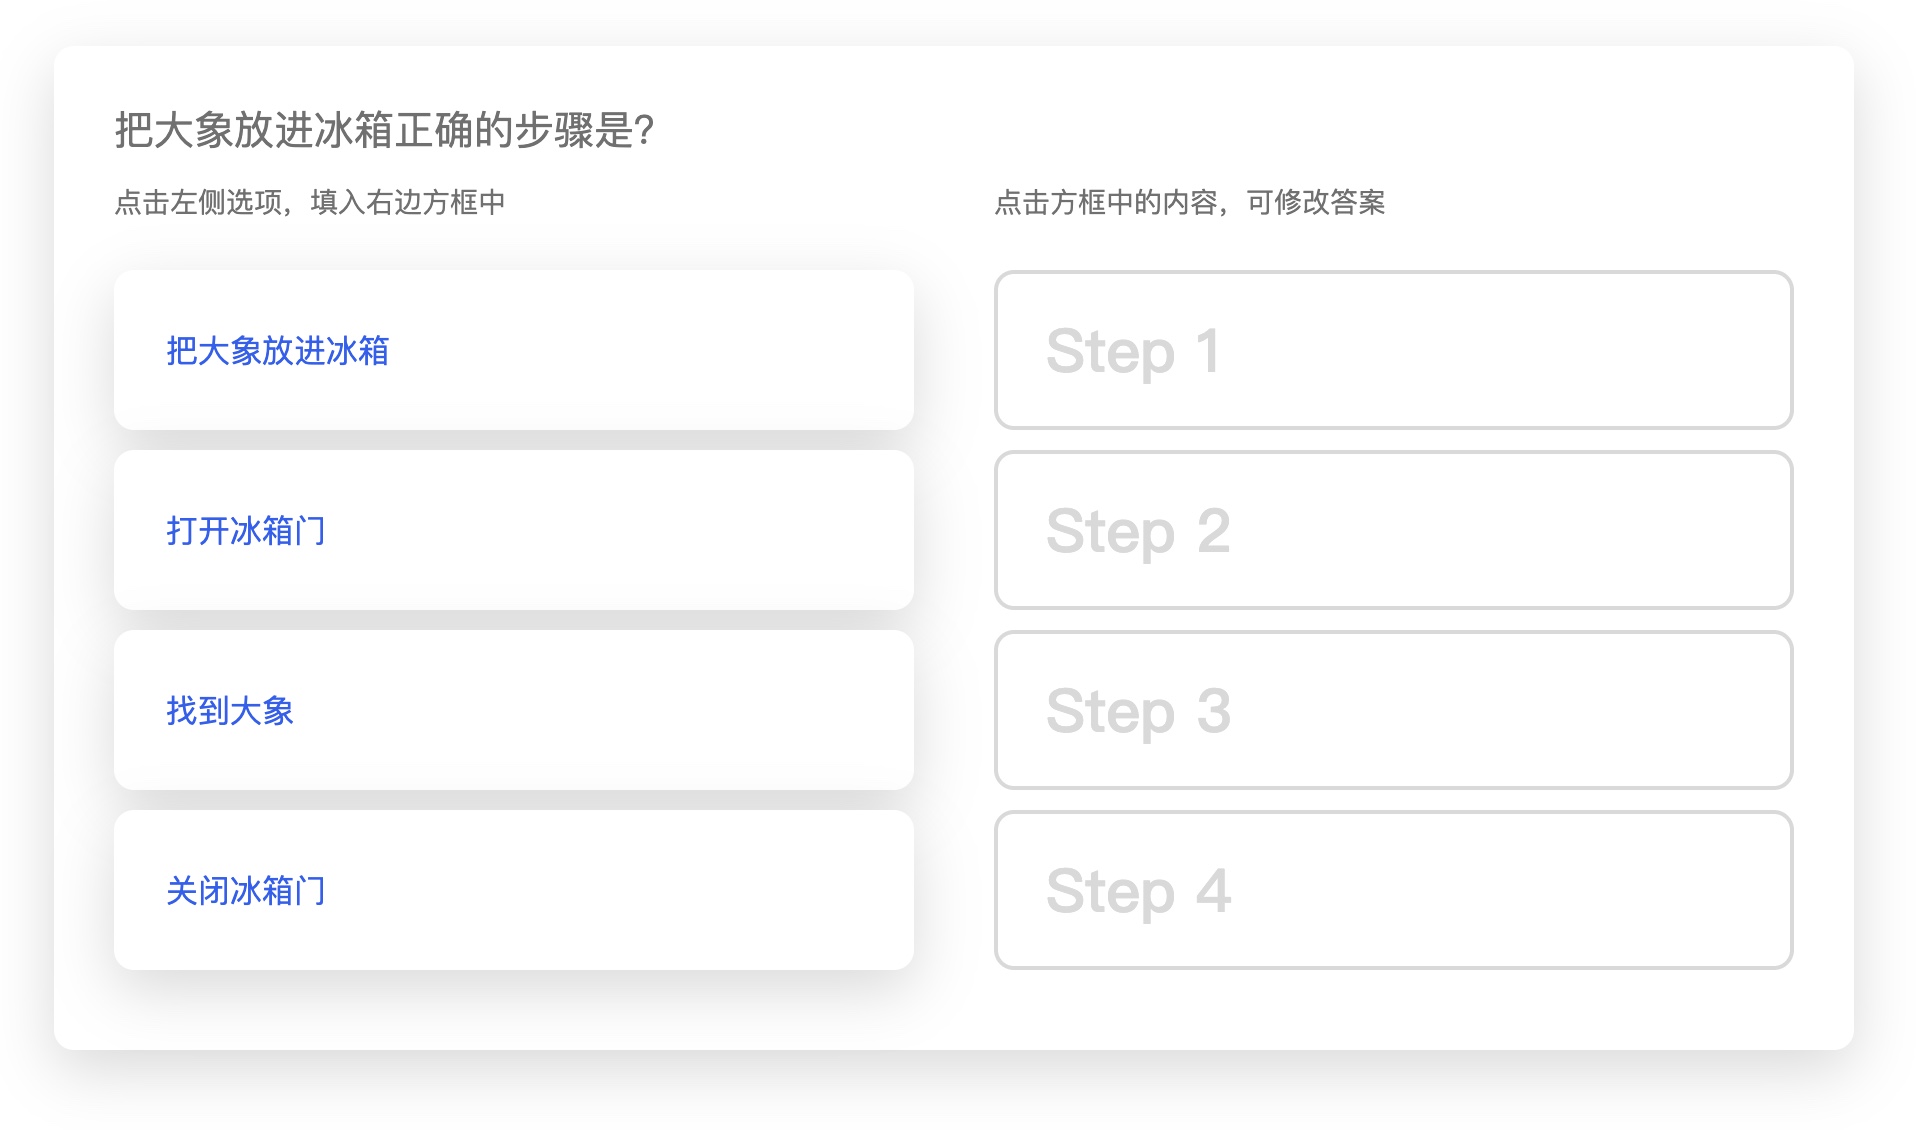 把大象放进冰箱正确的步骤是?
点击左侧选项，填入右边方框中
点击方框中的内容，可修改答案
把大象放进冰箱
Step 1
打开冰箱门
Step 2
找到大象
Step 3
关闭冰箱门
Step 4